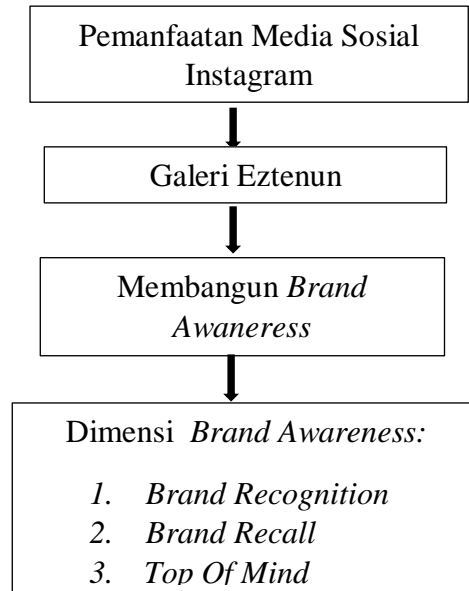 Pemanfaatan Media Sosial
Instagram
Galeri Eztenun
Membangun Brand
Awaneress
Dimensi Brand Awareness:
1. Brand Recognition
2. Brand Recall
3. Top Of Mind